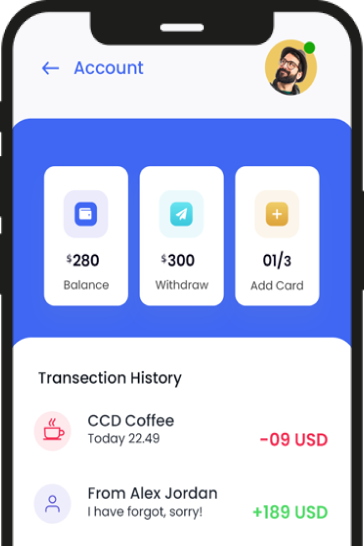 Account
$280
Balance
$300
Withdraw
01/3
Add Card
Transection History
CCD Coffee
Today 22.49
-09 USD
From Alex Jordan
I have forgot, sorry!
+189 USD